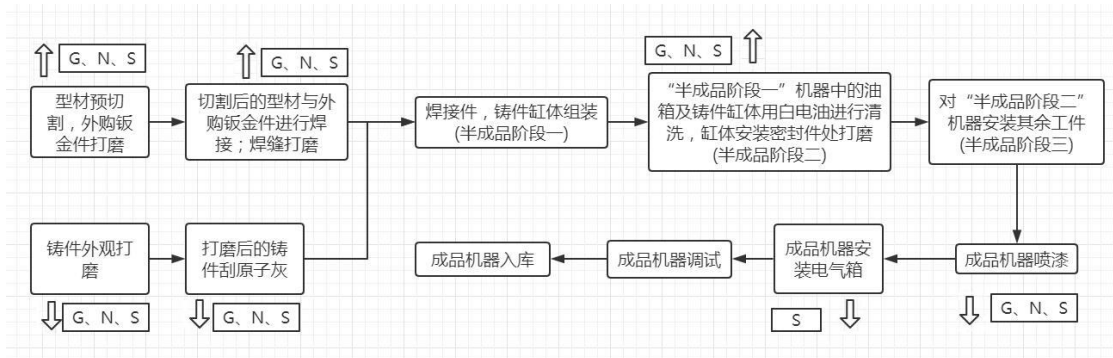 G、N、S
型材预切
割，外购钣
金件打磨
G、N、S
切割后的型材与外
购钣金件进行焊
接；焊缝打磨
焊接件，铸件缸体组装
(半成品阶段一)
G、N、S
“半成品阶段一”机器中的油
箱及铸件缸体用白电油进行清
洗，缸体安装密封件处打磨
(半成品阶段二)
对“半成品阶段二”
机器安装其余工件
(半成品阶段三)
铸件外观打
磨
G、N、S
打磨后的铸
件刮原子灰
G、N、S
成品机器入库
成品机器调试
成品机器安
装电气箱
S
成品机器喷漆
G、N、S